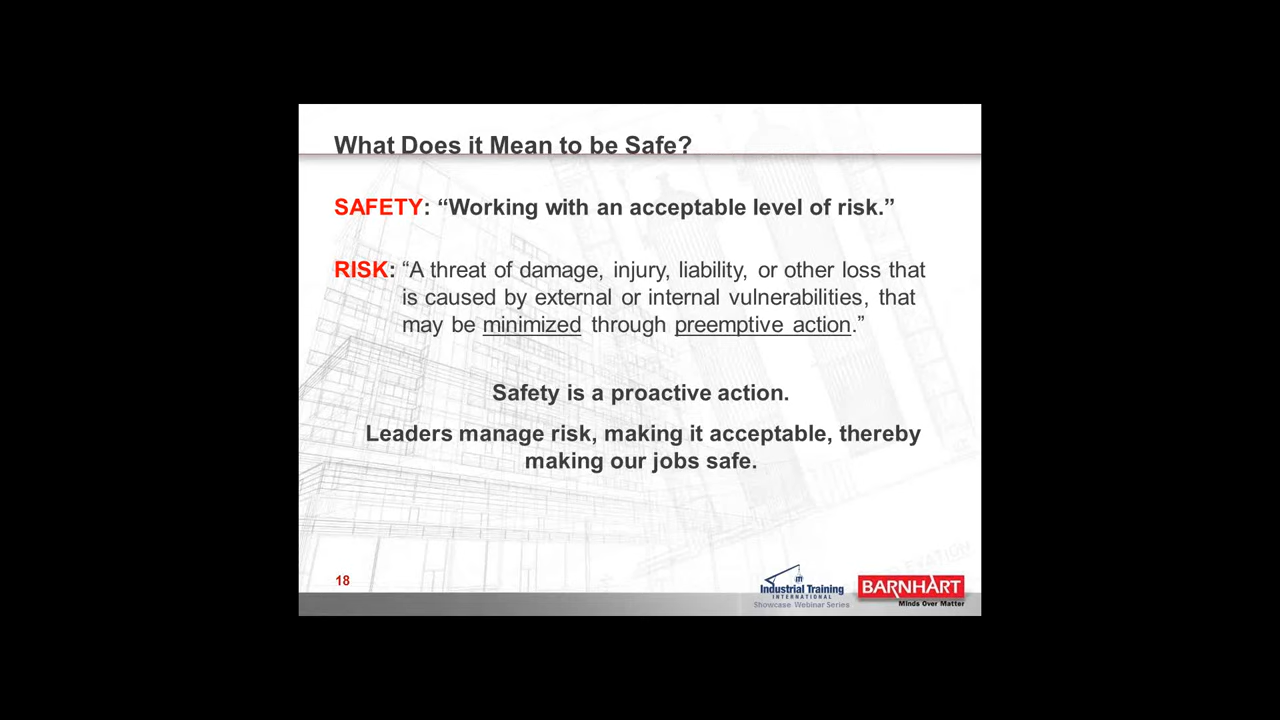 What Does it Mean to be Safe?
SAFETY: “Working with an acceptable level of risk.”
RISK: “A threat of damage, injury, liability, or other loss that
is caused by external or internal vulnerabilities, that
may be minimized through preemptive action.”
Safety is a proactive action.
Leaders manage risk, making it acceptable, thereby
making our jobs safe.
18
iti
Industrial Training
INTERNATIONAL
Showcase Webinar Series
BARNHART
Minds Over Matter